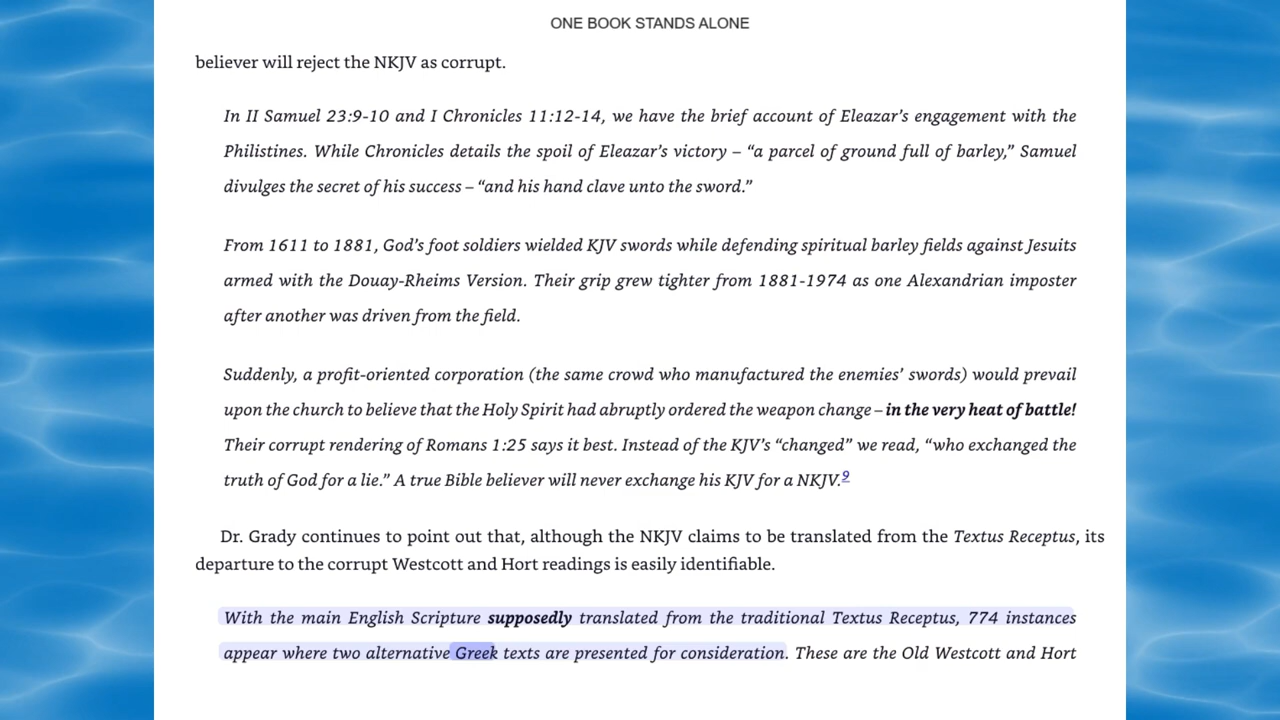 ONE BOOK STANDS ALONE
believer will reject the NKJV as corrupt.
In II Samuel 23:9-10 and I Chronicles 11:12-14, we have the brief account of Eleazar’s engagement with the
Philistines. While Chronicles details the spoil of Eleazar’s victory – “a parcel of ground full of barley,” Samuel
divulges the secret of his success – “and his hand clave unto the sword.”
From 1611 to 1881, God’s foot soldiers wielded KJV swords while defending spiritual barley fields against Jesuits
armed with the Douay-Rheims Version. Their grip grew tighter from 1881-1974 as one Alexandrian imposter
after another was driven from the field.
Suddenly, a profit-oriented corporation (the same crowd who manufactured the enemies’ swords) would prevail
upon the church to believe that the Holy Spirit had abruptly ordered the weapon change – in the very heat of battle!
Their corrupt rendering of Romans 1:25 says it best. Instead of the KJV’s “changed” we read, “who exchanged the
truth of God for a lie.” A true Bible believer will never exchange his KJV for a NKJV.9
Dr. Grady continues to point out that, although the NKJV claims to be translated from the Textus Receptus, its
departure to the corrupt Westcott and Hort readings is easily identifiable.
With the main English Scripture supposedly translated from the traditional Textus Receptus, 774 instances
appear where two alternative Greek texts are presented for consideration. These are the Old Westcott and Hort